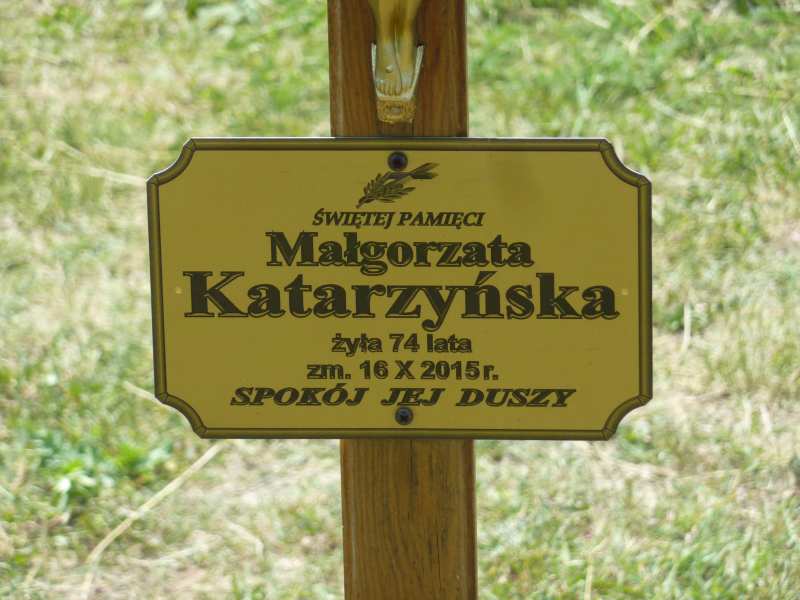 ŚWIĘTEJ PAMIĘCI
Małgorzata
Katarzyńska
żyła 74 lata
zm. 16 X 2015 r.
SPOKÓJ JEJ DUSZY